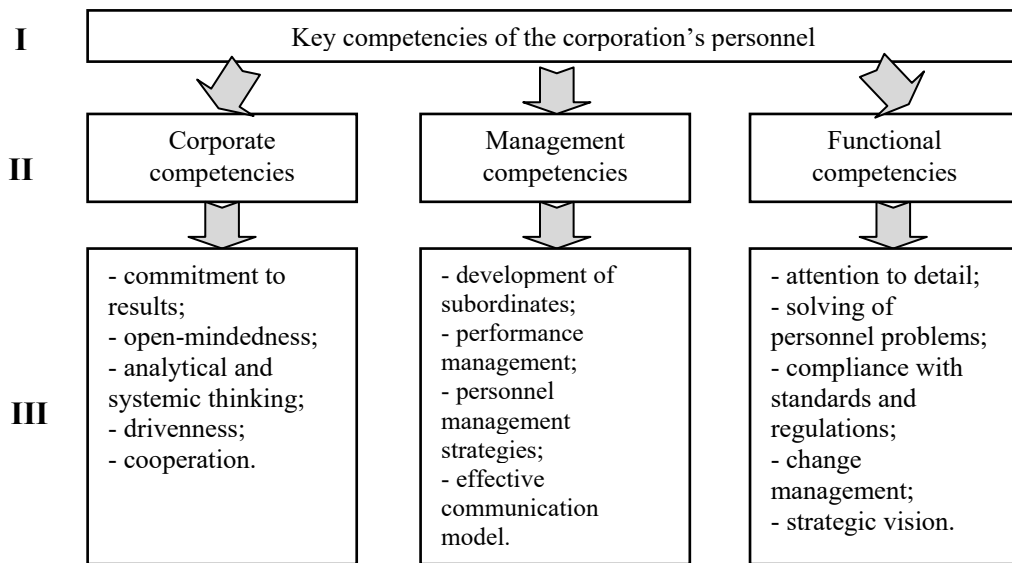 I
Key competencies of the corporation’s personnel
II
Corporate
competencies
Management
competencies
Functional
competencies
III
- commitment to
results;
- open-mindedness;
- analytical and
systemic thinking;
- drivenness;
- cooperation.
- development of
subordinates;
- performance
management;
- personnel
management
strategies;
- effective
communication
model.
- attention to detail;
- solving of
personnel problems;
- compliance with
standards and
regulations;
- change
management;
- strategic vision.